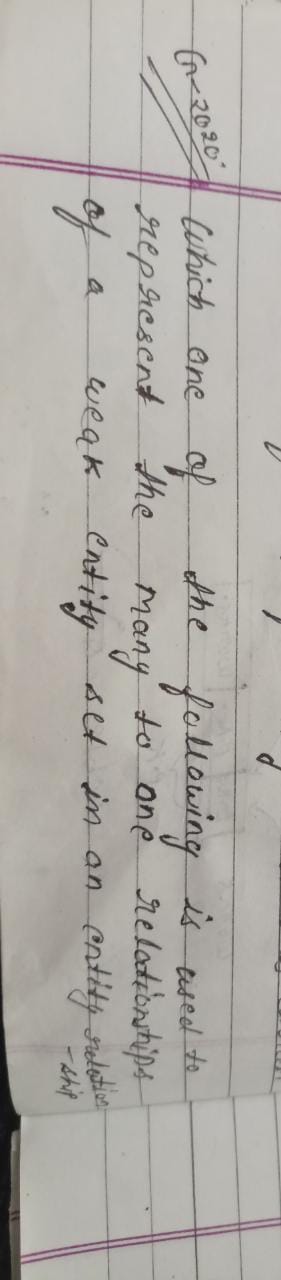 G-2020
Which one of the following is used to
represent the many to one relationships
of a weak entity set in an entity relation
-ship